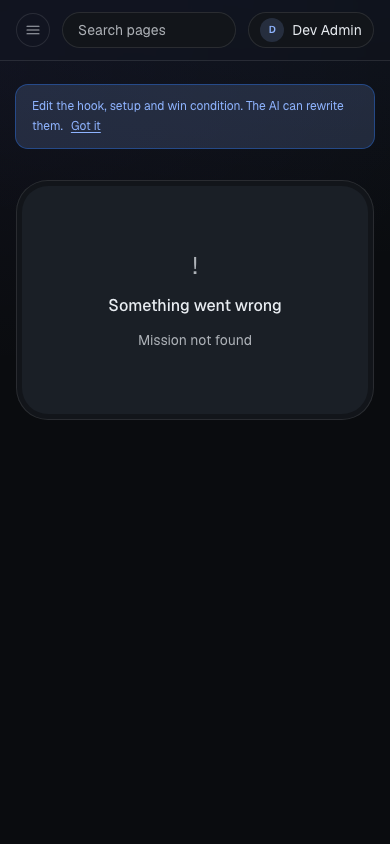 Search pages
D
Dev Admin
Edit the hook, setup and win condition. The AI can rewrite
them. Got it
!
Something went wrong
Mission not found